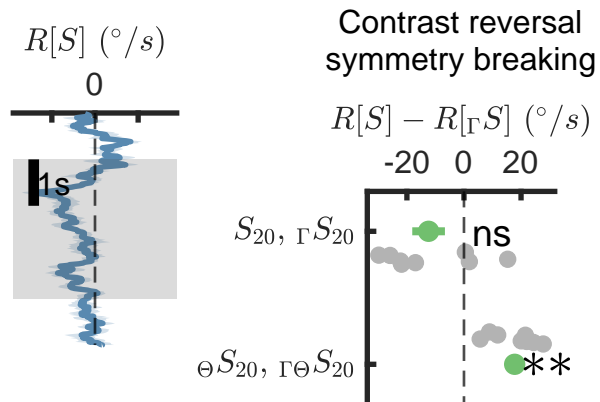 R[S] (°/s)
0
1s
Contrast reversal
symmetry breaking
R[S] − R[ΓS] (°/s)
-20 0 20
S20, ΓS20
ns
ΘS20, ΓΘS20
**